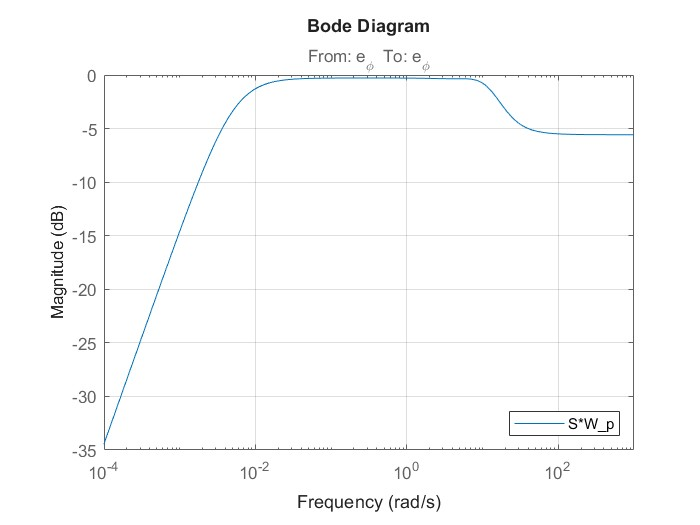 Bode Diagram
From: e_ϕ To: e_ϕ
0
-5
-10
-15
-20
-25
-30
-35
Magnitude (dB)
S*W_p
10^-4
10^-2
10^0
10^2
Frequency (rad/s)